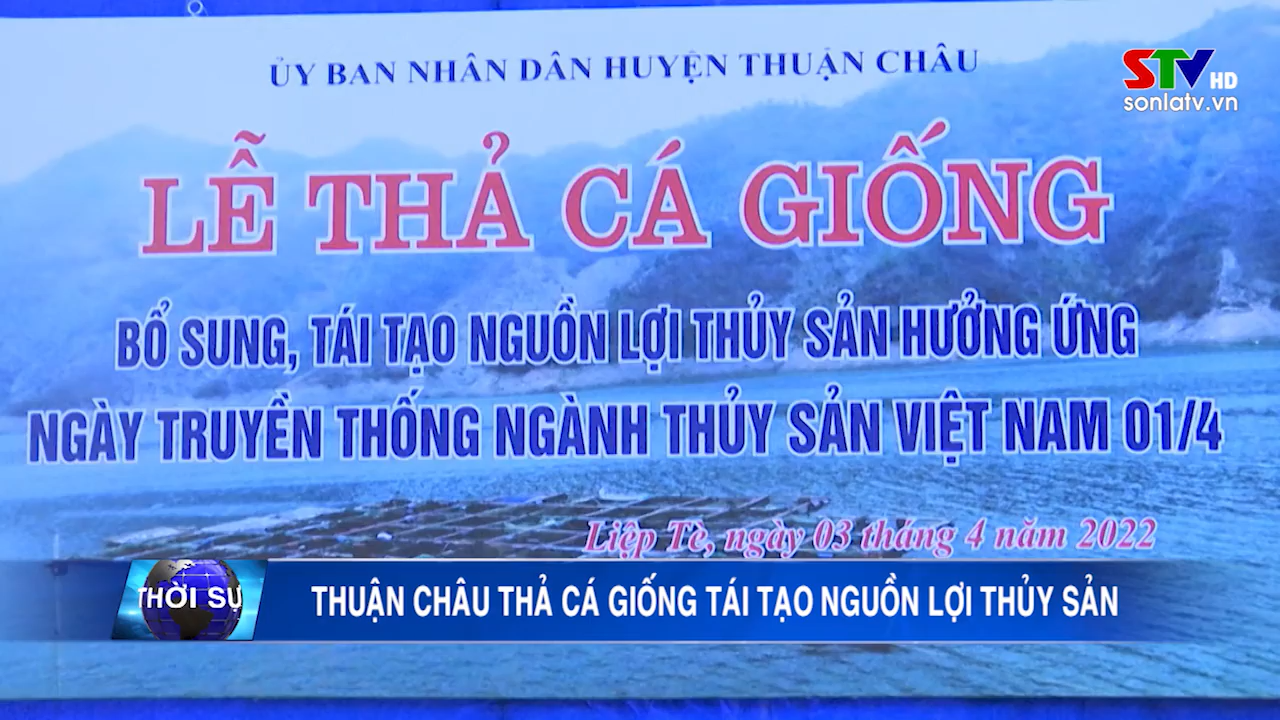 ỦY BAN NHÂN DÂN HUYỆN THUẬN CHÂU
STV HD
sonlatv.vn
LỄ THẢ CÁ GIỐNG
BỔ SUNG, TÁI TẠO NGUỒN LỢI THỦY SẢN HƯỞNG ỨNG
NGÀY TRUYỀN THỐNG NGÀNH THỦY SẢN VIỆT NAM 01/4
Liệp Tè, ngày 03 tháng 4 năm 2022
THỜI SỰ
THUẬN CHÂU THẢ CÁ GIỐNG TÁI TẠO NGUỒN LỢI THỦY SẢN